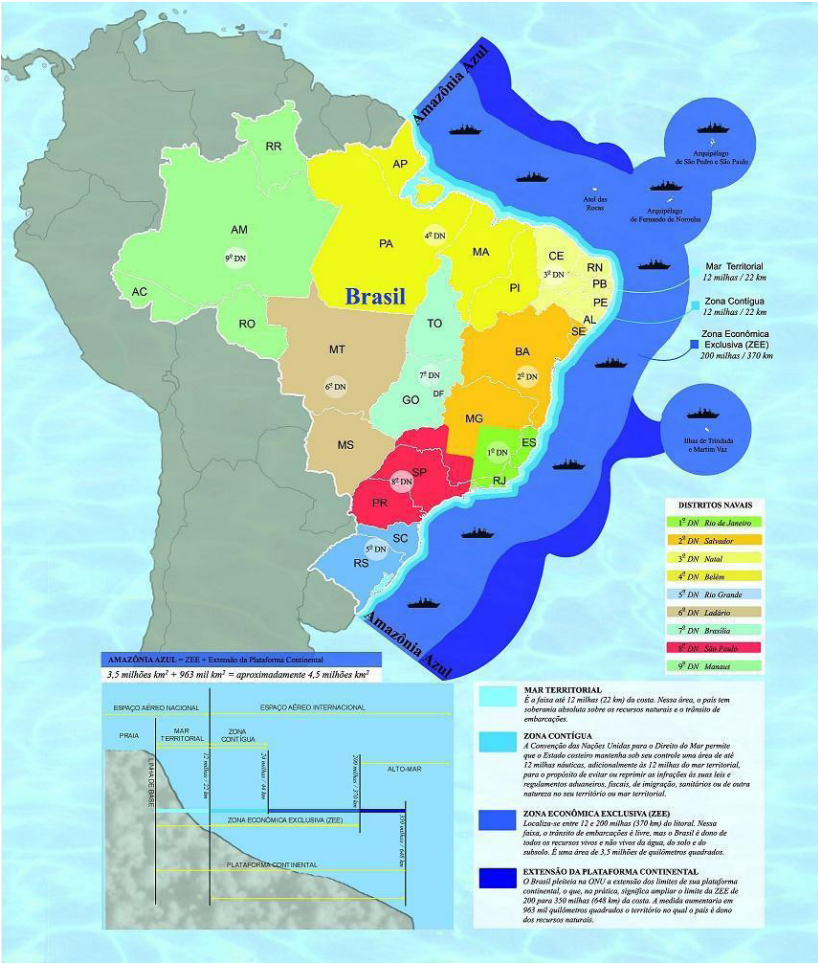 Amazônia Azul
RR
AP
AM
9º DN
PA
4º DN
MA
CE
3º DN
RN
PB
PI
PE
AL
SE
AC
RO
Brasil
TO
MT
BA
6º DN
7º DN
2º DN
GO
DF
MG
MS
ES
1º DN
SP
8º DN
RJ
PR
SC
5º DN
RS
Amazônia Azul
Arquipélago
de São Pedro e São Paulo
Atol das
Rocas
Arquipélago
de Fernando de Noronha
Mar Territorial
12 milhas / 22 km
Zona Contígua
12 milhas / 22 km
Zona Econômica
Exclusiva (ZEE)
200 milhas / 370 km
Ilhas de Trindada
e Martim Vaz
DISTRITOS NAVAIS
1º DN Rio de Janeiro
2º DN Salvador
3º DN Natal
4º DN Belém
5º DN Rio Grande
6º DN Ladário
7º DN Brasília
8º DN São Paulo
9º DN Manaus
AMAZÔNIA AZUL = ZEE + Extensão da Plataforma Continental
3,5 milhões km² + 963 mil km² = aproximadamente 4,5 milhões km²
ESPAÇO AÉREO NACIONAL
ESPAÇO AÉREO INTERNACIONAL
PRAIA
MAR
TERRITORIAL
ZONA
CONTÍGUA
LINHA DE BASE
12 milhas / 22 km
24 milhas / 44 km
200 milhas / 370 km
ALTO-MAR
350 milhas / 648 km
ZONA ECONÔMICA EXCLUSIVA (ZEE)
PLATAFORMA CONTINENTAL
MAR TERRITORIAL
É a faixa até 12 milhas (22 km) da costa. Nessa área, o país tem
soberania absoluta sobre os recursos naturais e o trânsito de
embarcações.
ZONA CONTÍGUA
A Convenção das Nações Unidas para o Direito do Mar permite
que o Estado costeiro mantenha sob seu controle uma área de até
12 milhas náuticas, adicionalmente às 12 milhas do mar territorial,
para o propósito de evitar ou reprimir as infrações às suas leis e
regulamentos aduaneiros, fiscais, de imigração, sanitários ou de outra
natureza no seu território ou mar territorial.
ZONA ECONÔMICA EXCLUSIVA (ZEE)
Localiza-se entre 12 e 200 milhas (370 km) do litoral. Nessa
faixa, o trânsito de embarcações é livre, mas o Brasil é dono de
todos os recursos vivos e não vivos da água, do solo e do
subsolo. É uma área de 3,5 milhões de quilômetros quadrados.
EXTENSÃO DA PLATAFORMA CONTINENTAL
O Brasil pleiteia na ONU a extensão dos limites de sua plataforma
continental, o que, na prática, significa ampliar o limite da ZEE de
200 para 350 milhas (648 km) da costa. A medida aumentaria em
963 mil quilômetros quadrados o território no qual o país é dono
dos recursos naturais.